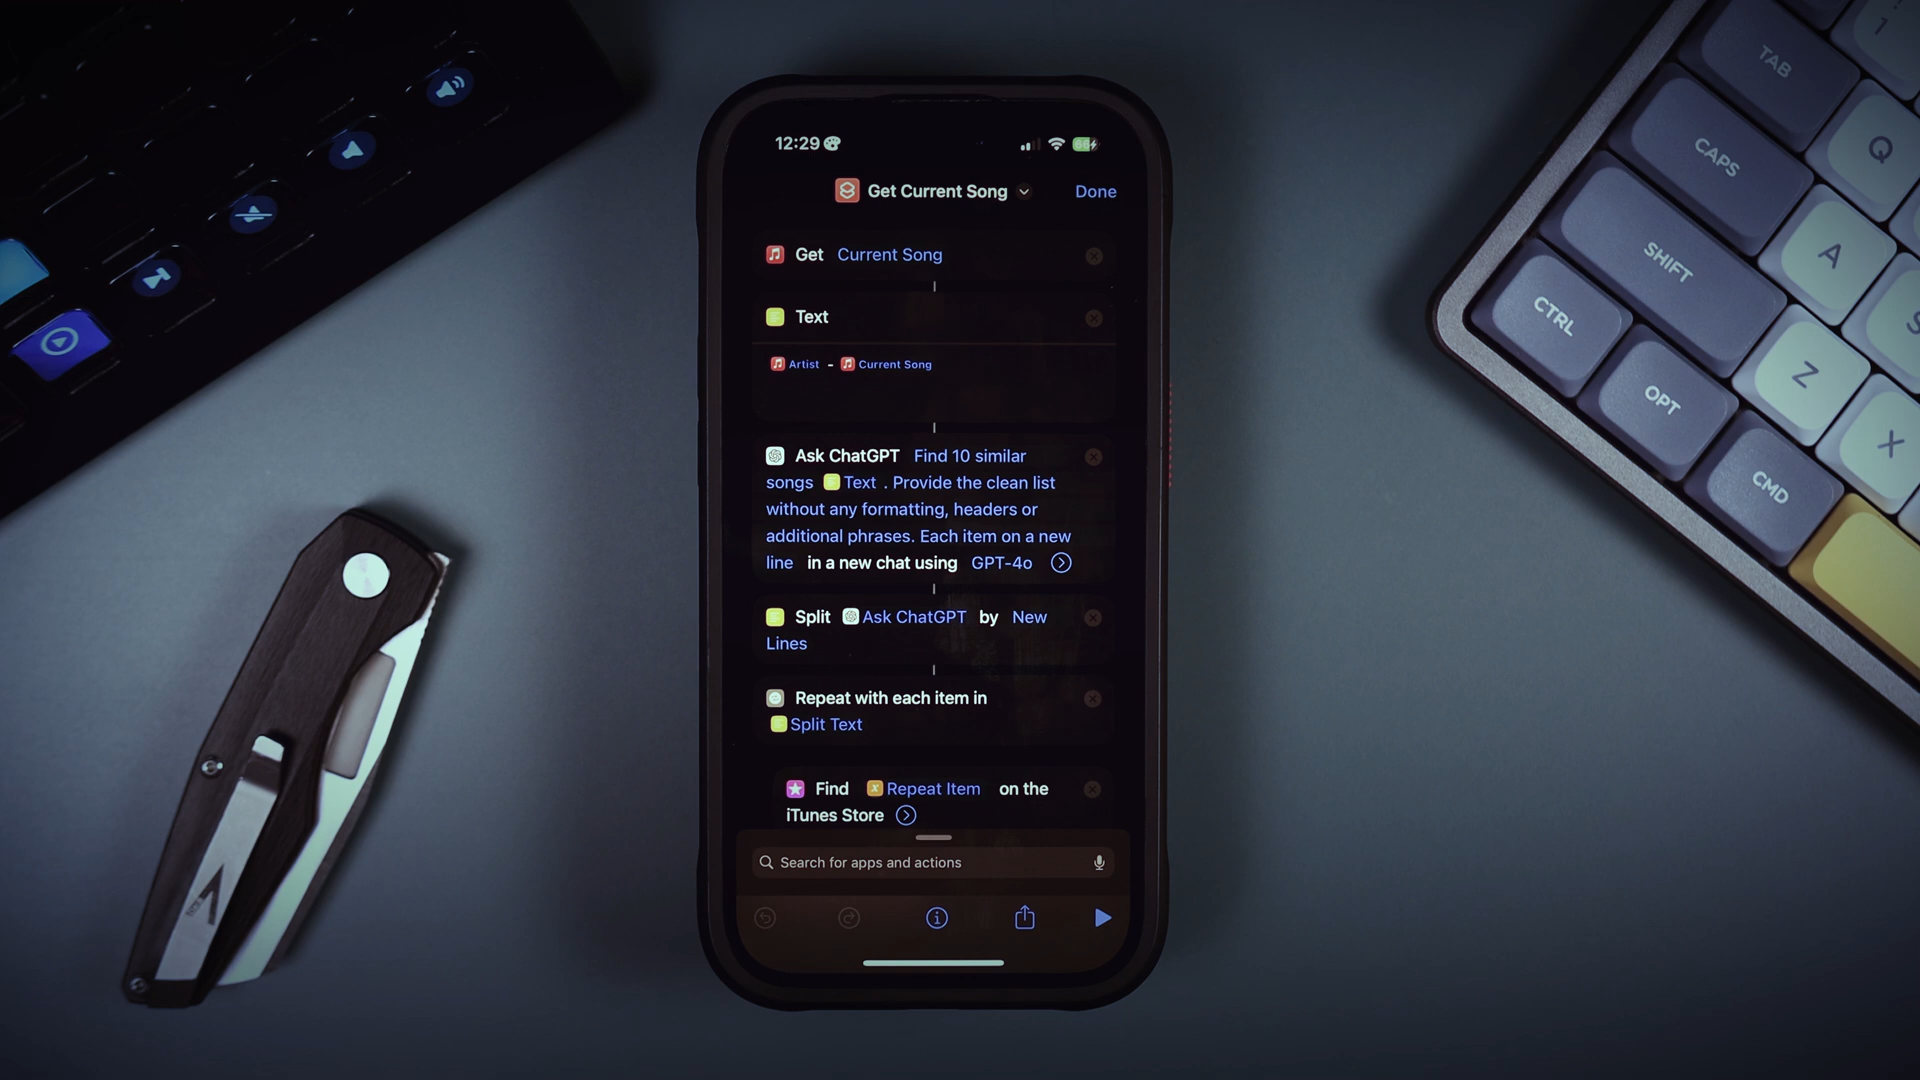 12:29
Get Current Song
Done
Get Current Song
Text
Artist - Current Song
Ask ChatGPT Find 10 similar
songs Text . Provide the clean list
without any formatting, headers or
additional phrases. Each item on a new
line in a new chat using GPT-4o
Split Ask ChatGPT by New
Lines
Repeat with each item in
Split Text
Find Repeat Item on the
iTunes Store
Search for apps and actions
TAB
1
CAPS
Q
SHIFT
A
S
CTRL
Z
OPT
X
CMD